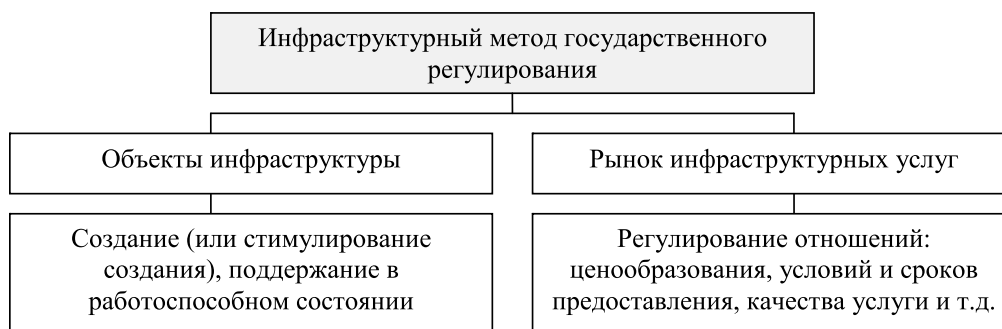 Инфраструктурный метод государственного
регулирования
Объекты инфраструктуры
Рынок инфраструктурных услуг
Создание (или стимулирование
создания), поддержание в
работоспособном состоянии
Регулирование отношений:
ценообразования, условий и сроков
предоставления, качества услуги и т.д.